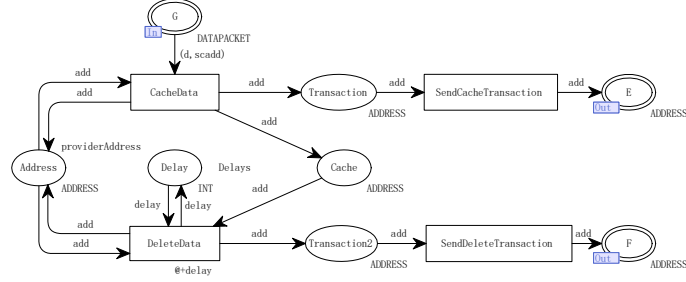 G
In
DATAPACKET
(d,scadd)
add
add
CacheData
add
Transaction
ADDRESS
add
SendCacheTransaction
add
E
Out
ADDRESS
add
providerAddress
Address
ADDRESS
Delay
Delays
INT
Cache
ADDRESS
add
delay
delay
add
add
DeleteData
@+delay
add
Transaction2
ADDRESS
add
SendDeleteTransaction
add
F
Out
ADDRESS